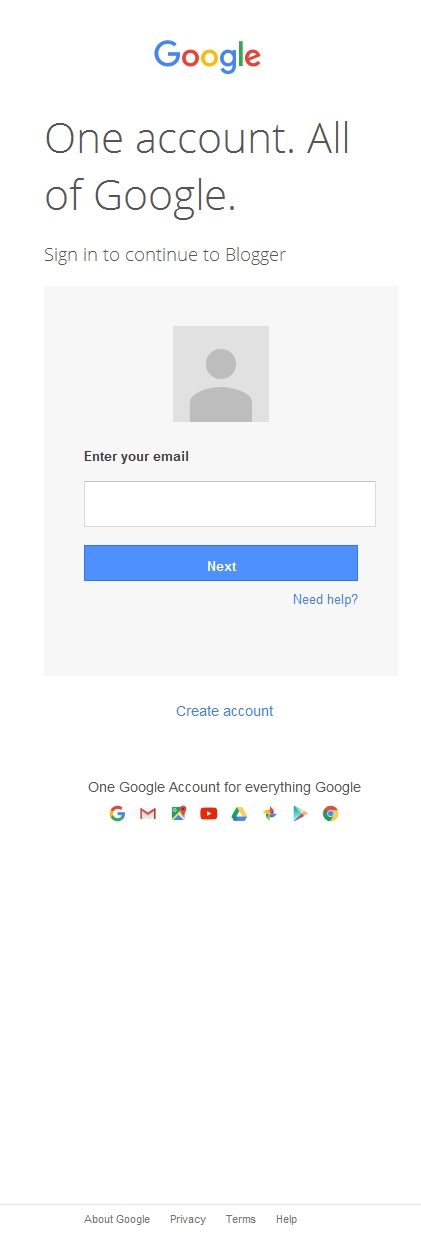 Google
One account. All
of Google.
Sign in to continue to Blogger
Enter your email
Next
Need help?
Create account
One Google Account for everything Google
About Google Privacy Terms Help